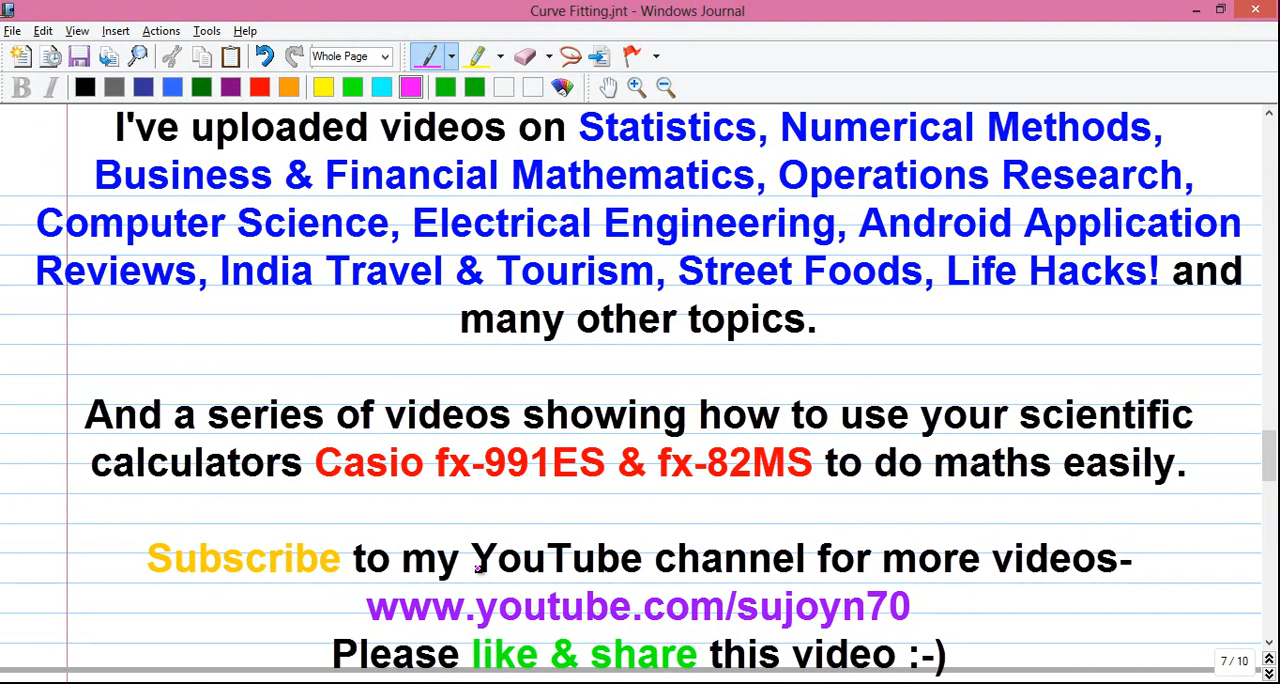 Curve Fitting.jnt - Windows Journal
File Edit View Insert Actions Tools Help
Whole Page
B I
I've uploaded videos on Statistics, Numerical Methods,
Business & Financial Mathematics, Operations Research,
Computer Science, Electrical Engineering, Android Application
Reviews, India Travel & Tourism, Street Foods, Life Hacks! and
many other topics.
And a series of videos showing how to use your scientific
calculators Casio fx-991ES & fx-82MS to do maths easily.
Subscribe to my YouTube channel for more videos-
www.youtube.com/sujoyn70
Please like & share this video :-)
7 / 10